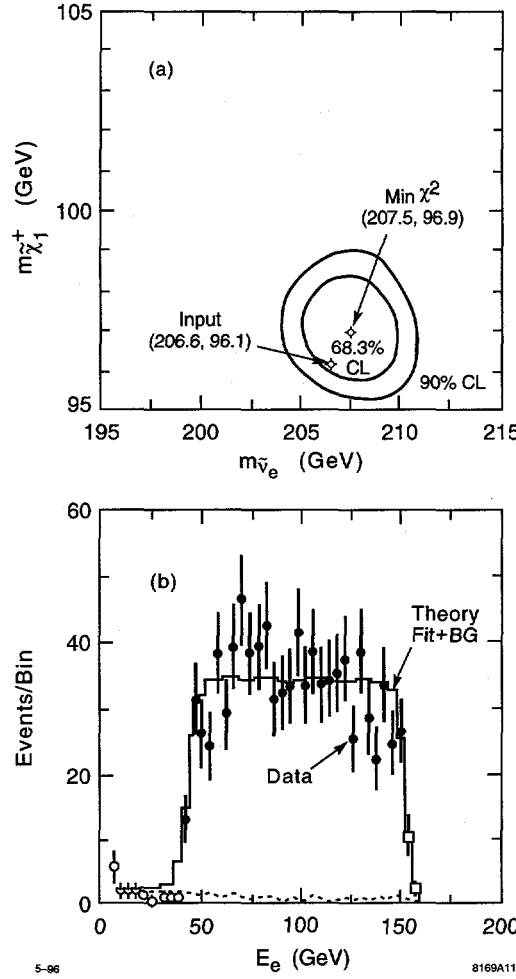 105
(a)
m χ̃₁⁺ (GeV)
Min χ²
(207.5, 96.9)
100
Input
(206.6, 96.1)
68.3%
CL
90% CL
95
195 200 205 210 215
m ν̃ₑ (GeV)
60
(b)
Theory
Fit+BG
40
Events/Bin
Data
20
0
0 50 100 150 200
Eₑ (GeV)
5–96
8169A11